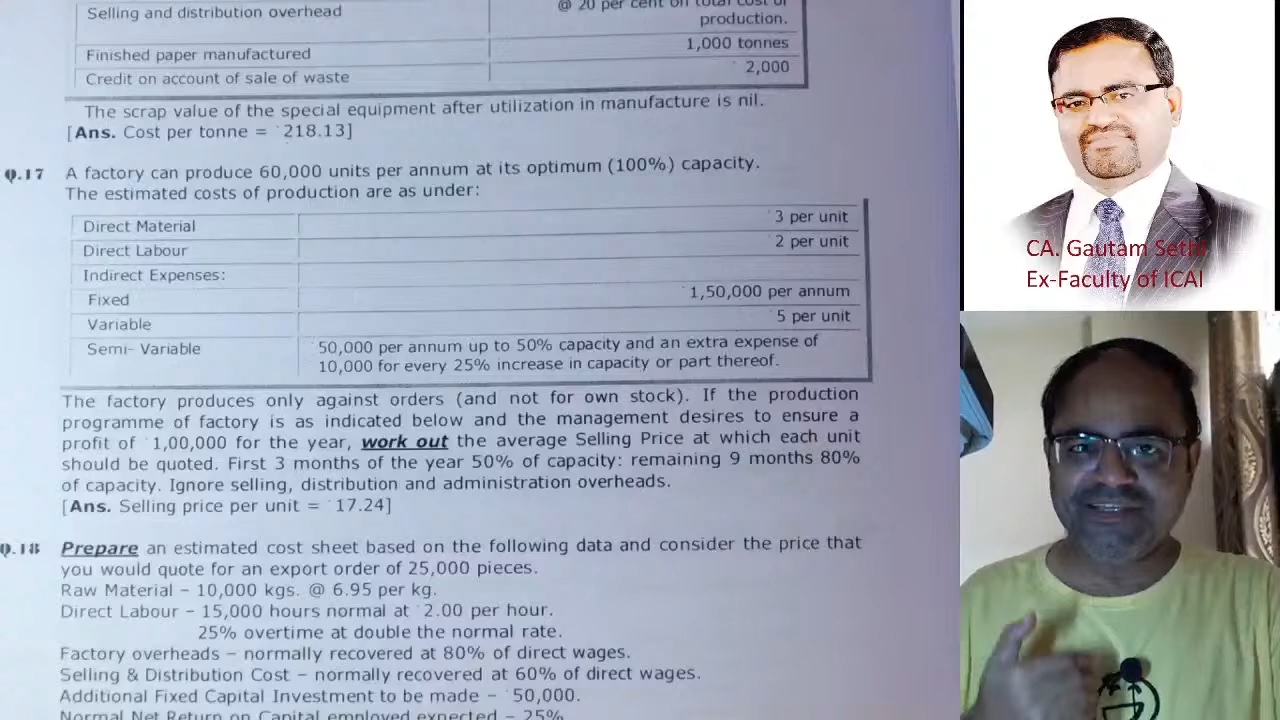 Selling and distribution overhead
@ 20 per cent on total cost of
production.
Finished paper manufactured 1,000 tonnes
Credit on account of sale of waste 2,000
The scrap value of the special equipment after utilization in manufacture is nil.
[Ans. Cost per tonne = `218.13]
Q.17 A factory can produce 60,000 units per annum at its optimum (100%) capacity.
The estimated costs of production are as under:
Direct Material `3 per unit
Direct Labour `2 per unit
Indirect Expenses:
Fixed `1,50,000 per annum
Variable `5 per unit
Semi- Variable `50,000 per annum up to 50% capacity and an extra expense of
`10,000 for every 25% increase in capacity or part thereof.
The factory produces only against orders (and not for own stock). If the production
programme of factory is as indicated below and the management desires to ensure a
profit of `1,00,000 for the year, work out the average Selling Price at which each unit
should be quoted. First 3 months of the year 50% of capacity: remaining 9 months 80%
of capacity. Ignore selling, distribution and administration overheads.
[Ans. Selling price per unit = `17.24]
Q.18 Prepare an estimated cost sheet based on the following data and consider the price that
you would quote for an export order of 25,000 pieces.
Raw Material – 10,000 kgs. @ 6.95 per kg.
Direct Labour – 15,000 hours normal at `2.00 per hour.
25% overtime at double the normal rate.
Factory overheads – normally recovered at 80% of direct wages.
Selling & Distribution Cost – normally recovered at 60% of direct wages.
Additional Fixed Capital Investment to be made – `50,000.
Normal Net Return on Capital employed expected – 25%
CA. Gautam Sethi
Ex-Faculty of ICAI